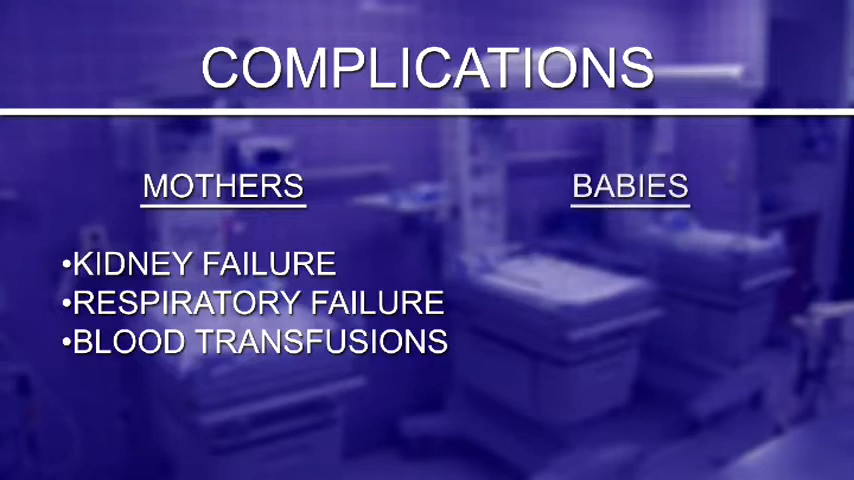 COMPLICATIONS
MOTHERS
BABIES
•KIDNEY FAILURE
•RESPIRATORY FAILURE
•BLOOD TRANSFUSIONS